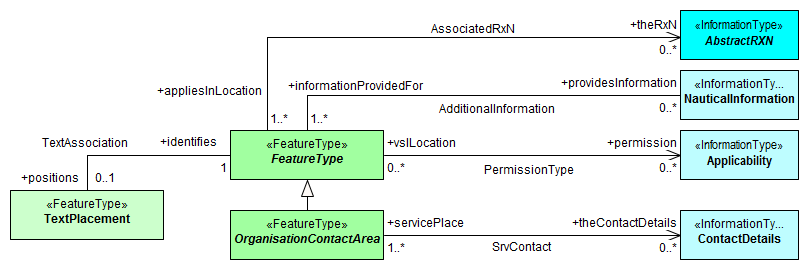 AssociatedRxN
+theRxN
0..*
«InformationType»
AbstractRXN
+appliesInLocation
1..*
+informationProvidedFor
1..*
AdditionalInformation
+providesInformation
0..*
«InformationTy...
NauticalInformation
TextAssociation
+identifies
1
+positions
0..1
«FeatureType»
FeatureType
+vslLocation
0..*
PermissionType
+permission
0..*
«InformationType»
Applicability
«FeatureType»
TextPlacement
«FeatureType»
OrganisationContactArea
+servicePlace
1..*
SrvContact
+theContactDetails
0..*
«InformationTy...
ContactDetails